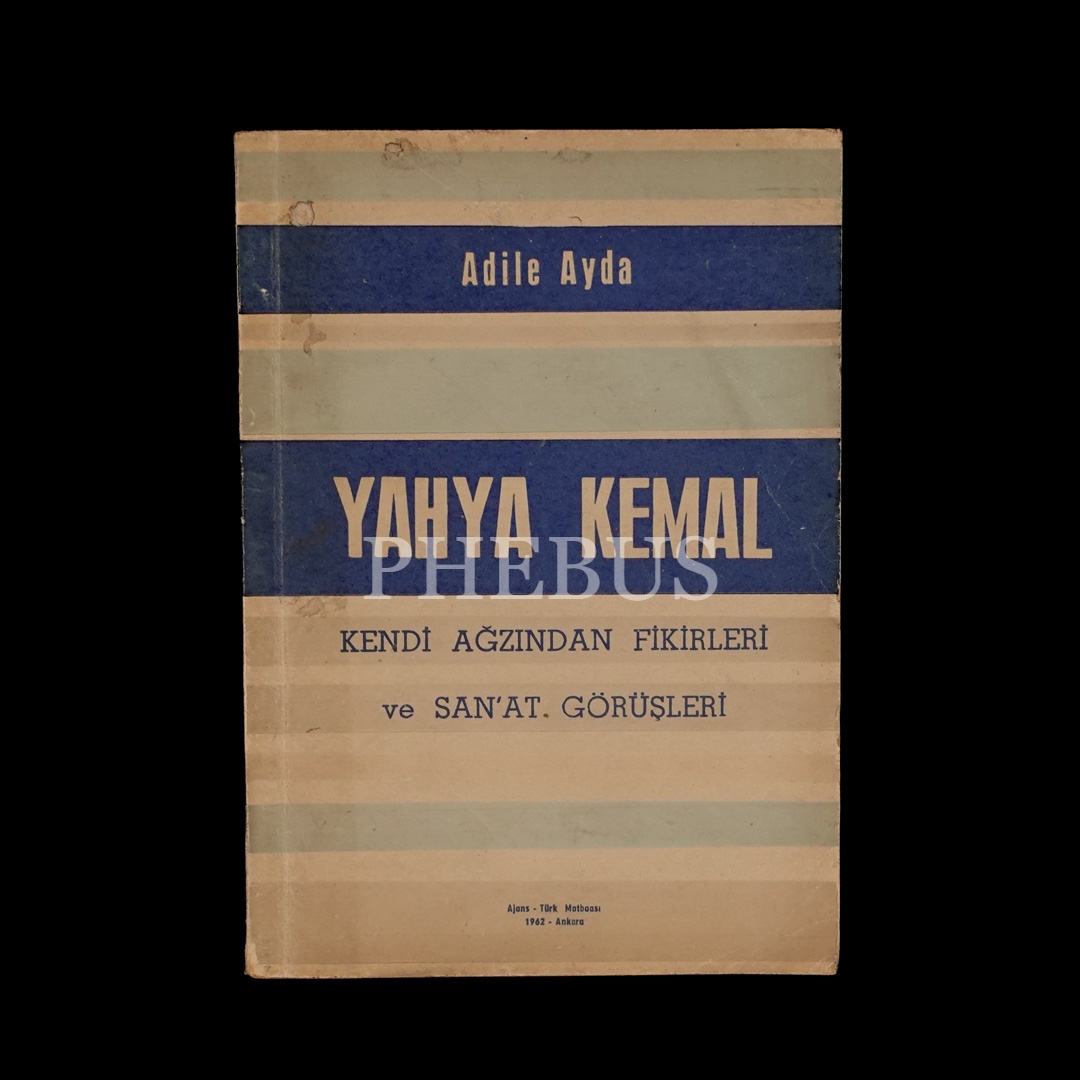 Adile Ayda
YAHYA KEMAL
PHEBUS
KENDİ AĞZINDAN FİKİRLERİ
ve SAN'AT GÖRÜŞLERİ
Ajans - Türk Matbaası
1962 - Ankara